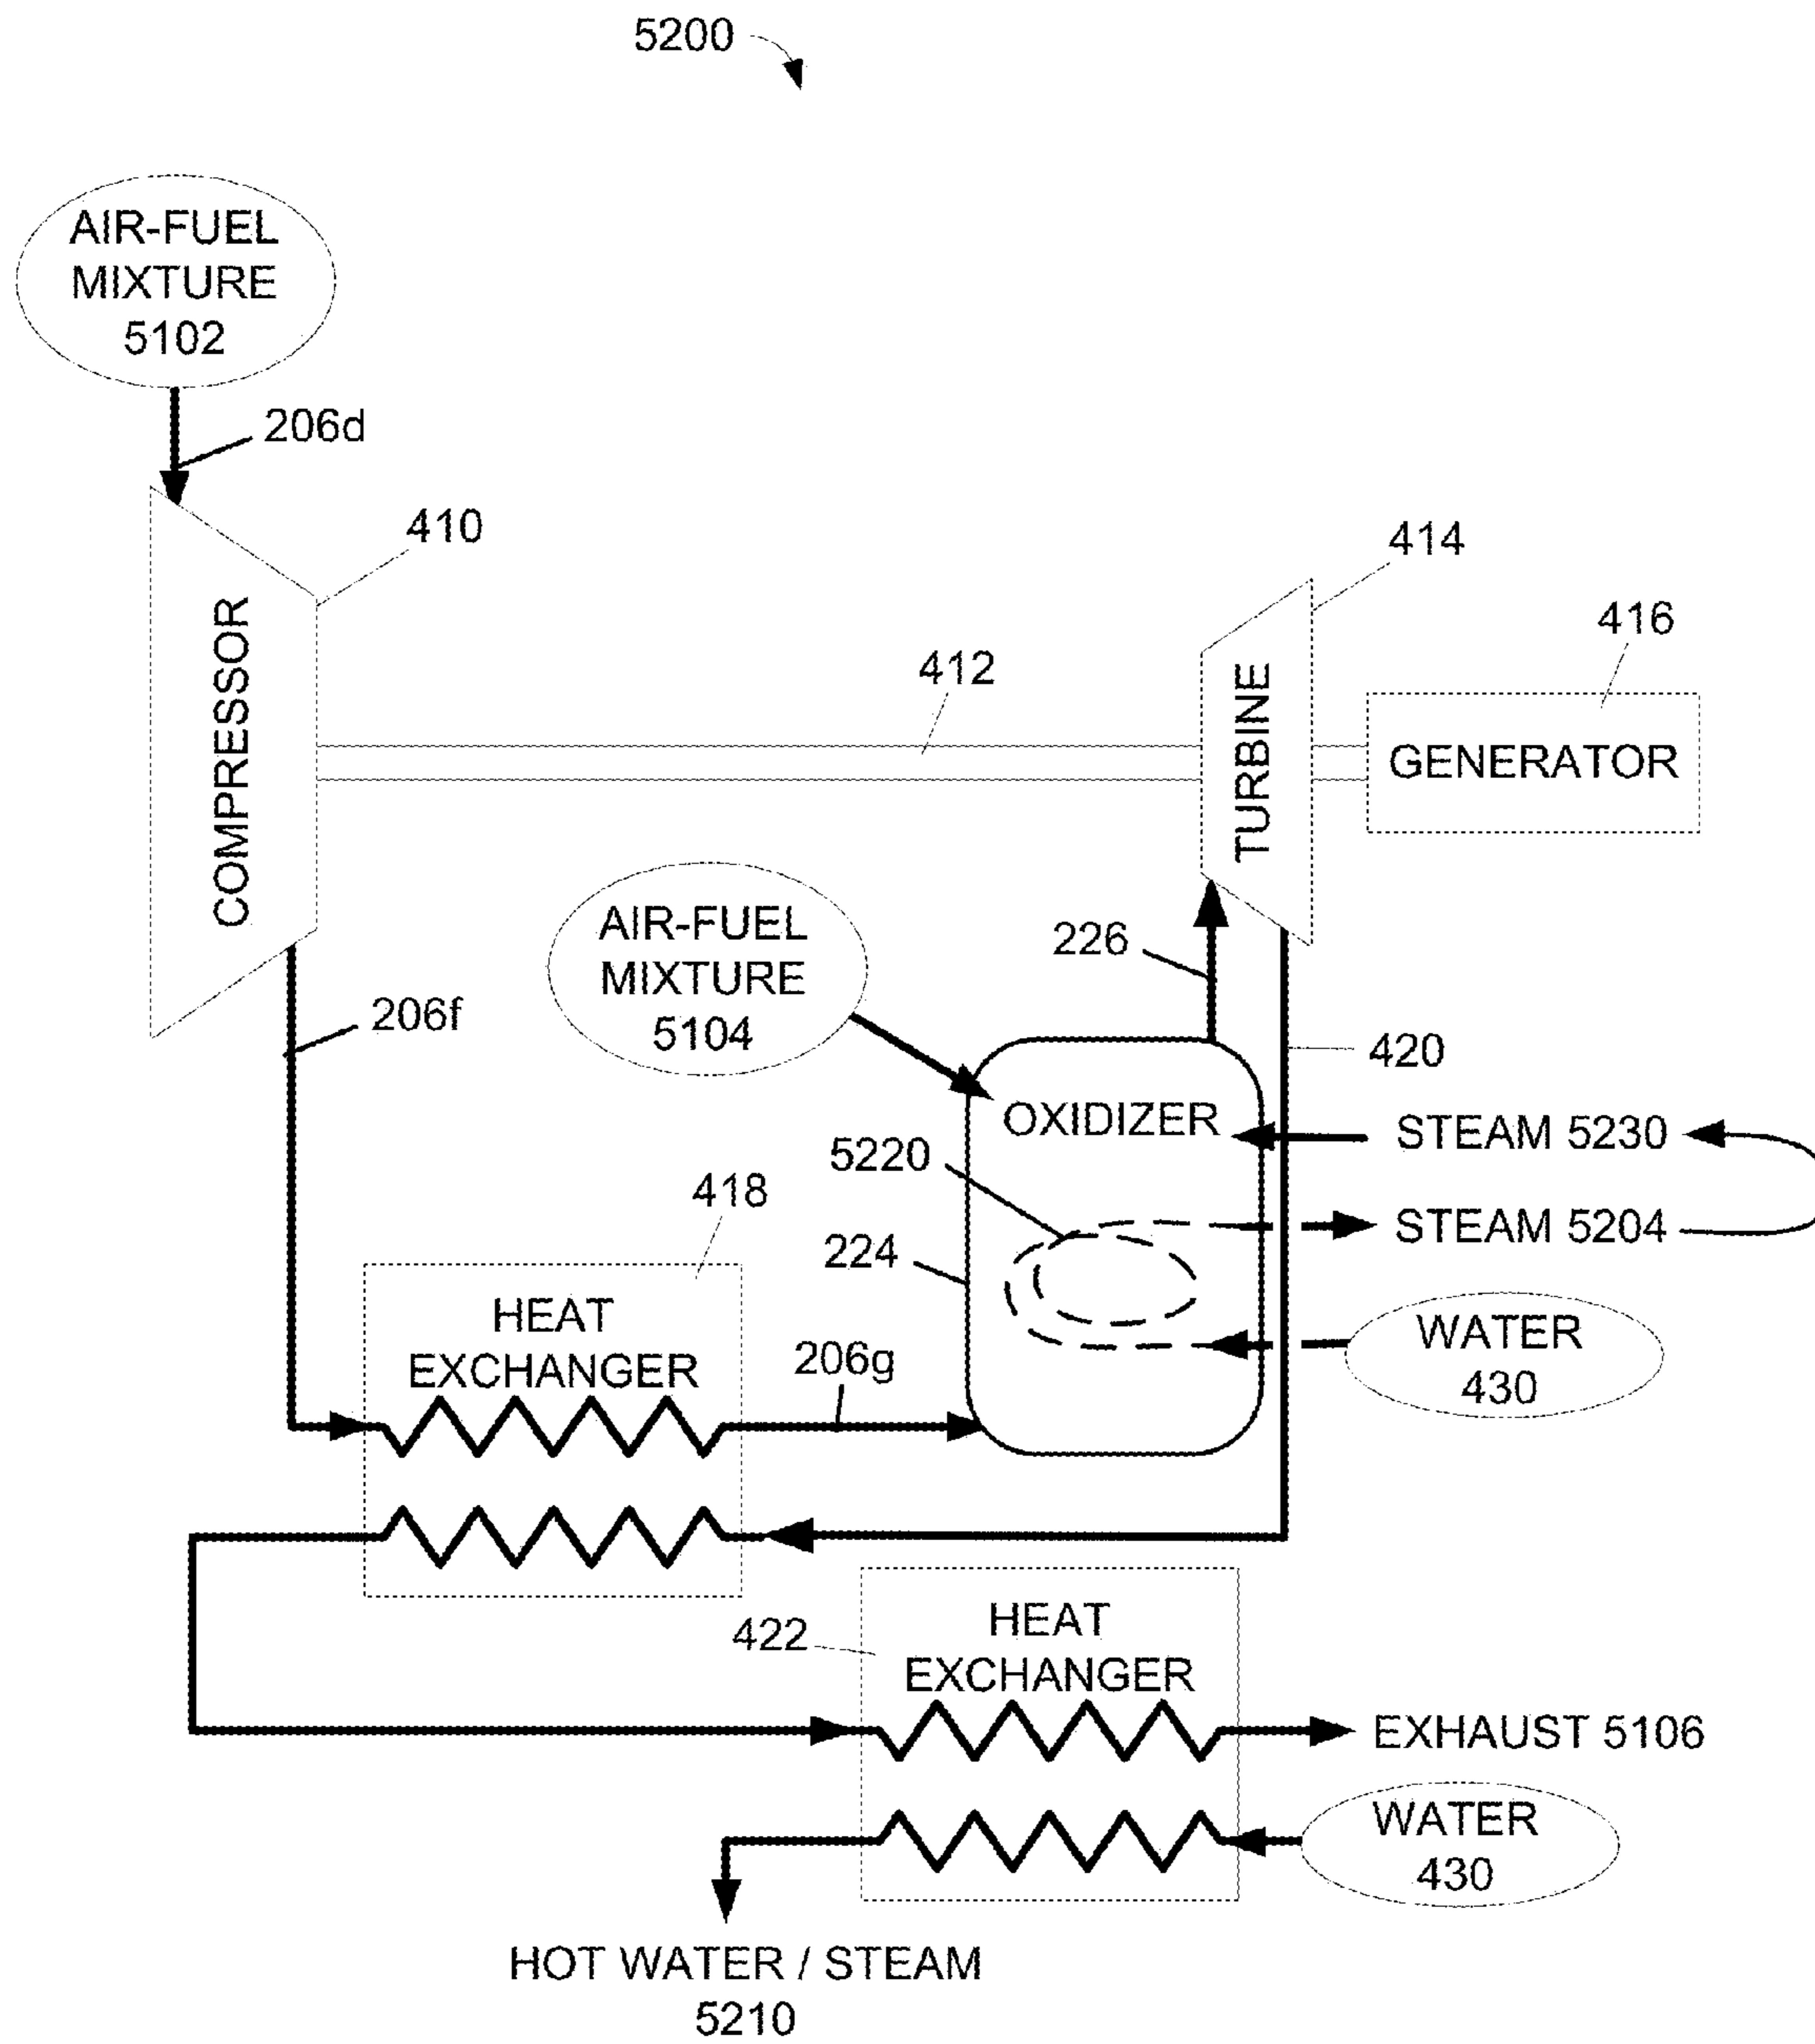 5200
AIR-FUEL
MIXTURE
5102
206d
410
COMPRESSOR
412
414
TURBINE
416
GENERATOR
AIR-FUEL
MIXTURE
5104
226
206f
420
OXIDIZER
STEAM 5230
5220
STEAM 5204
418
224
HEAT
EXCHANGER
206g
WATER
430
422
HEAT
EXCHANGER
EXHAUST 5106
WATER
430
HOT WATER / STEAM
5210